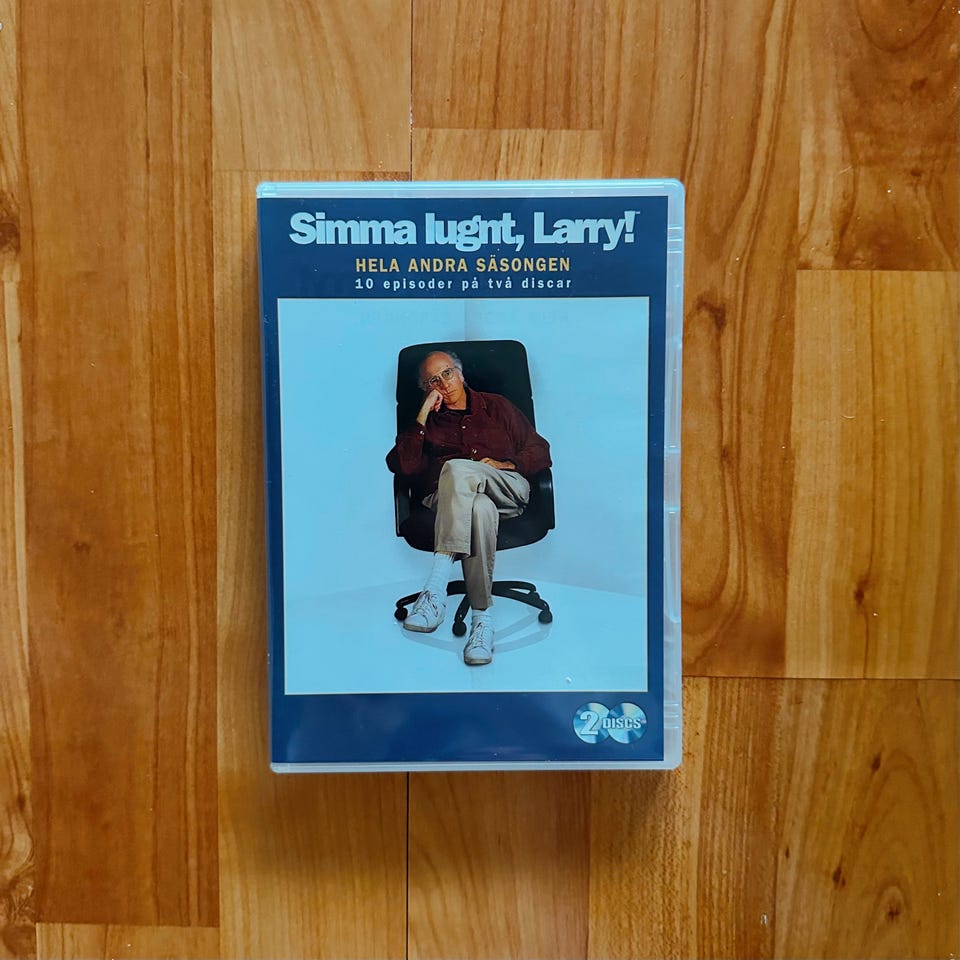 Simma lugnt, Larry!
HELA ANDRA SÄSONGEN
10 episoder på två discar
2 DISCS